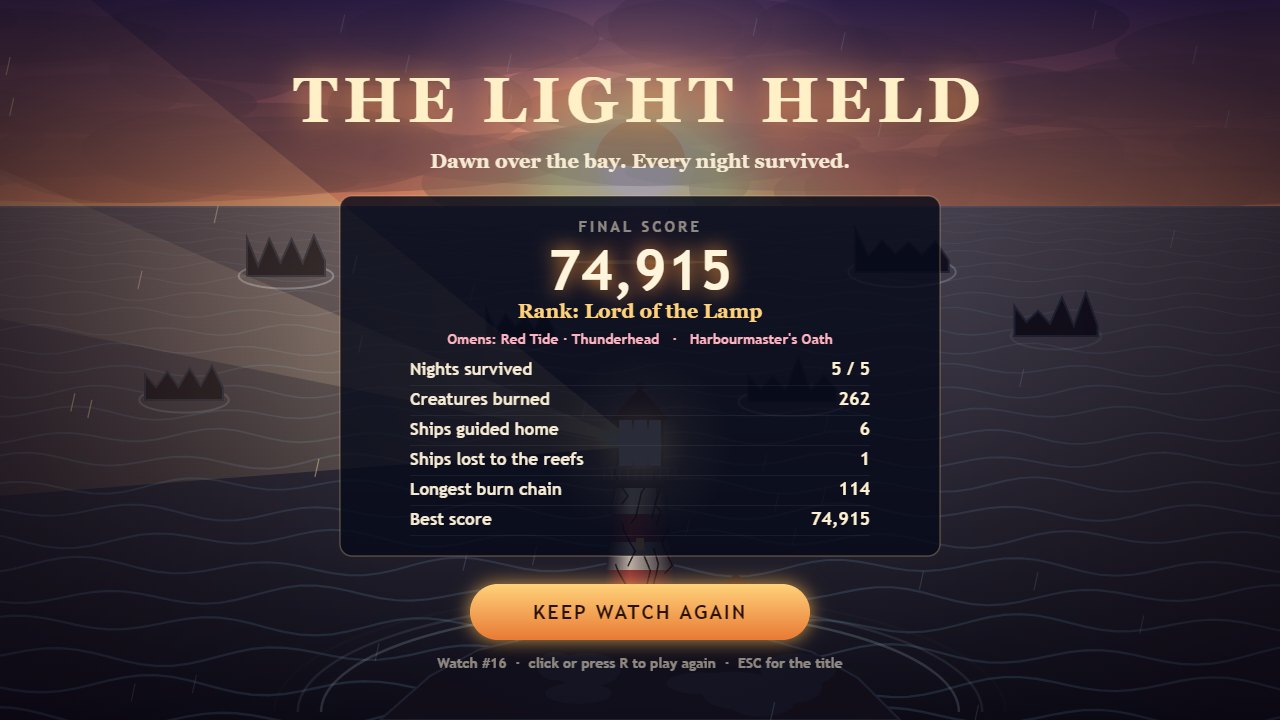 THE LIGHT HELD
Dawn over the bay. Every night survived.
FINAL SCORE
74,915
Rank: Lord of the Lamp
Omens: Red Tide · Thunderhead · Harbourmaster's Oath
Nights survived 5 / 5
Creatures burned 262
Ships guided home 6
Ships lost to the reefs 1
Longest burn chain 114
Best score 74,915
KEEP WATCH AGAIN
Watch #16 · click or press R to play again · ESC for the title